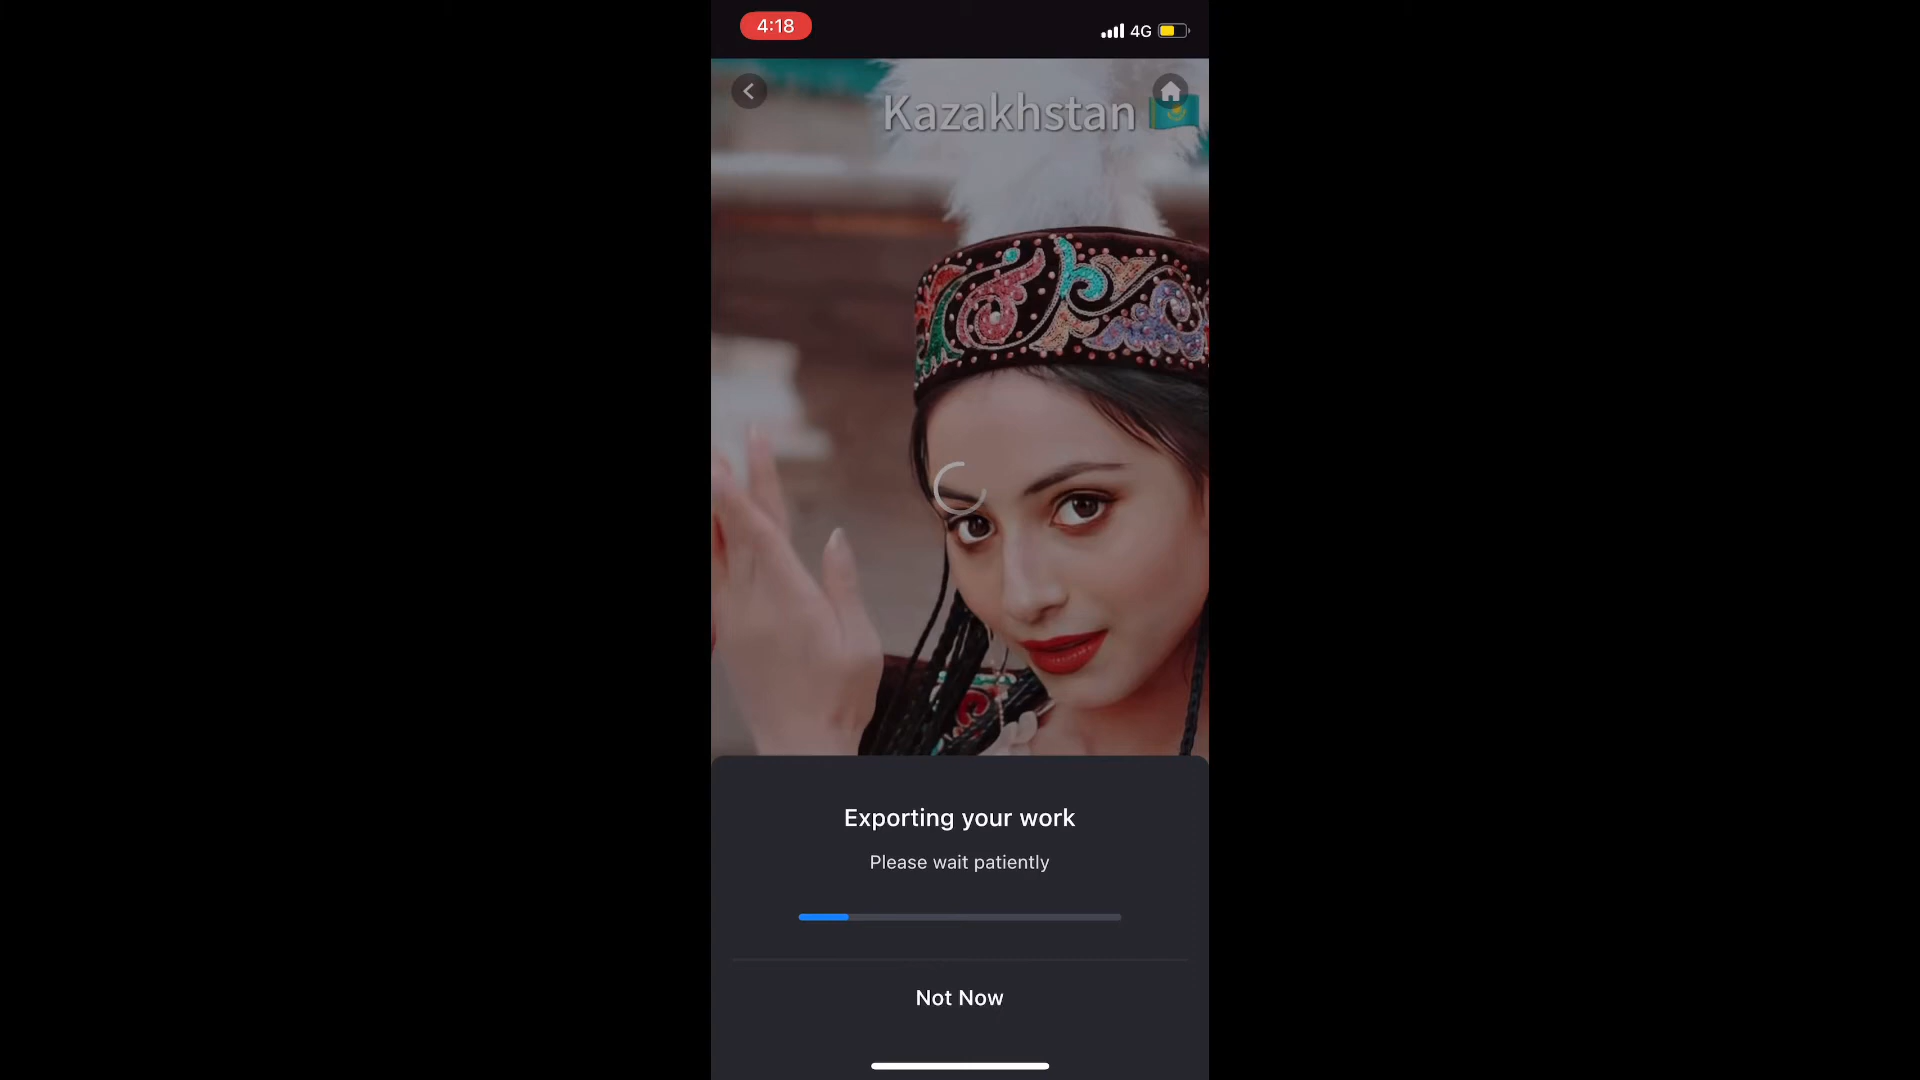 4:18
4G
Kazakhstan 🇰🇿
Exporting your work
Please wait patiently
Not Now